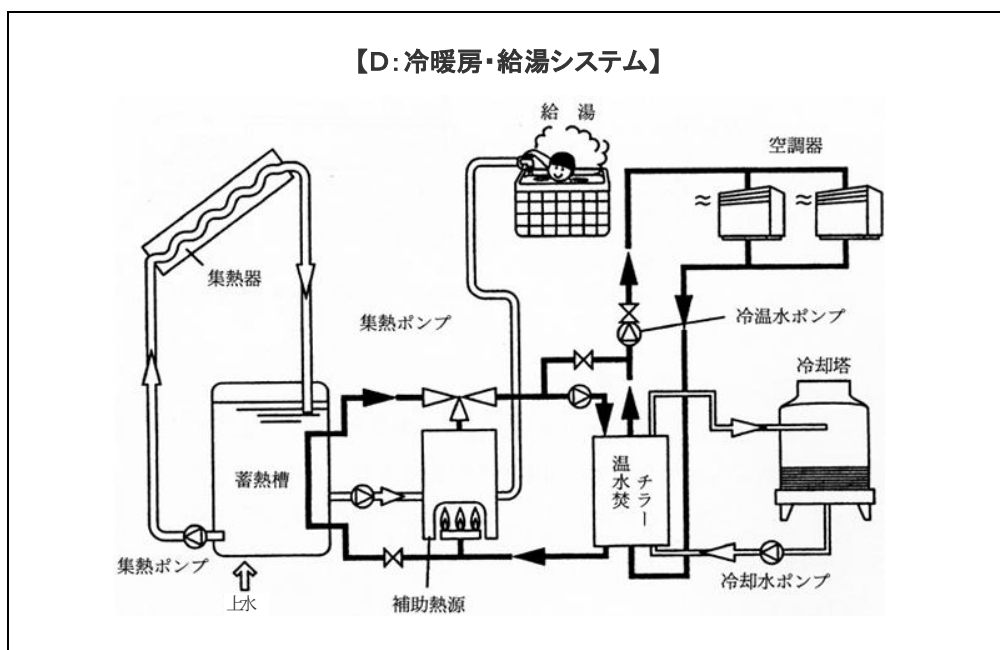 【D:冷暖房・給湯システム】
給 湯
空調器
集熱器
集熱ポンプ
冷温水ポンプ
冷却塔
蓄熱槽
温水焚
チラー
集熱ポンプ
冷却水ポンプ
補助熱源
上水